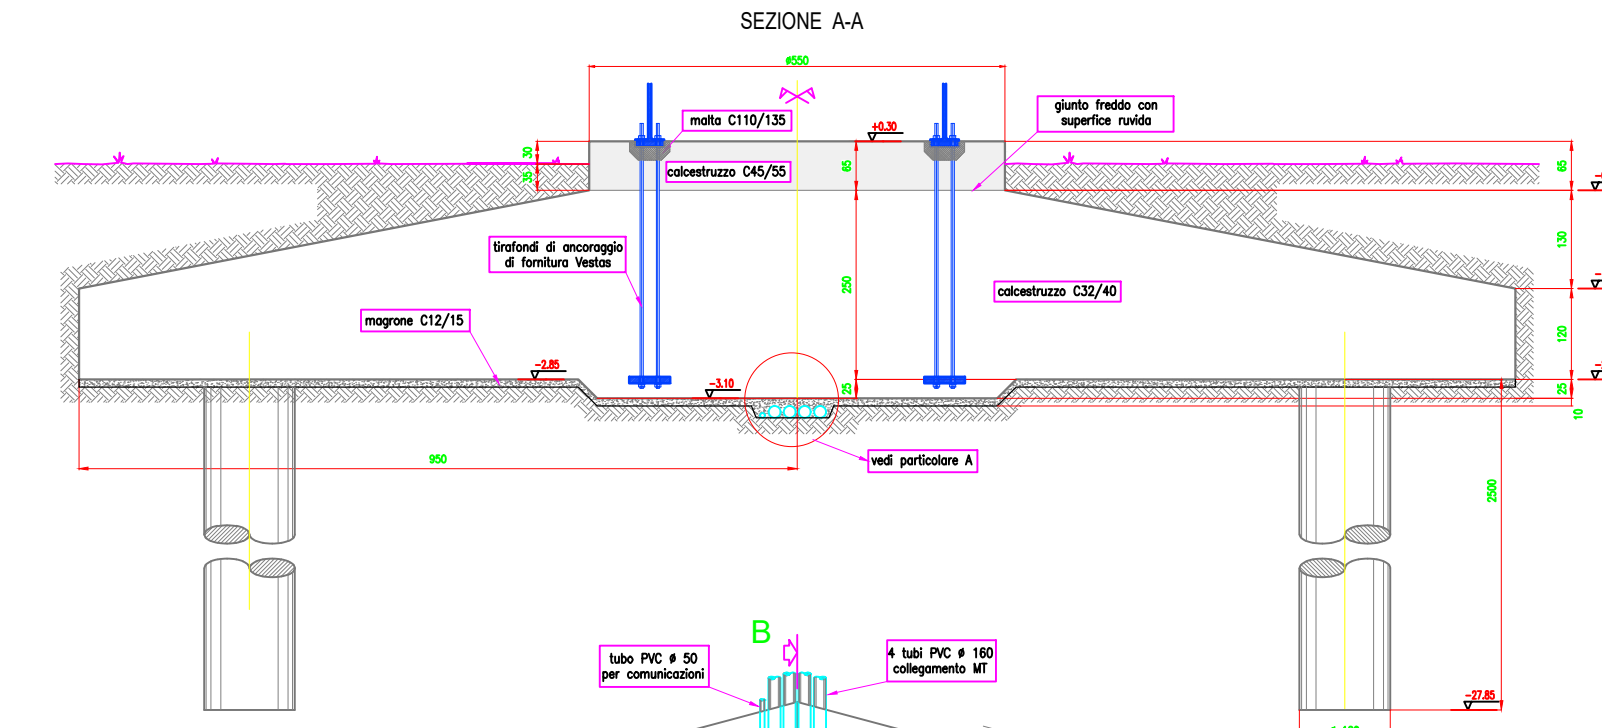 SEZIONE A-A
ø550
giunto freddo con
superfice ruvida
malta C110/135
+0.30
30
35
65
65
calcestruzzo C45/55
tirafondi di ancoraggio
di fornitura Vestas
130
250
calcestruzzo C32/40
magrone C12/15
120
-2.85
-3.10
25
25
10
950
vedi particolare A
2500
B
tubo PVC ø 50
per comunicazioni
4 tubi PVC ø 160
collegamento MT
-27.85